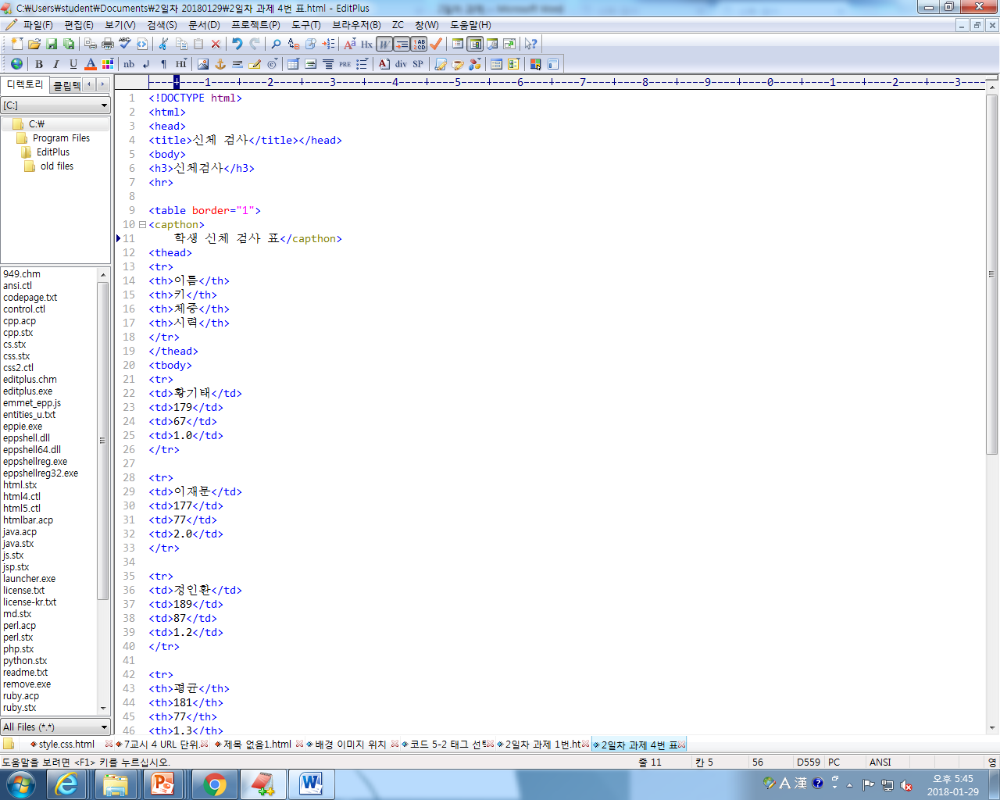 C:\Users\student\Documents\2일차 20180129\2일차 과제 4번 표.html - EditPlus
파일(F) 편집(E) 보기(V) 검색(S) 문서(D) 프로젝트(P) 도구(T) 브라우저(B) ZC 창(W) 도움말(H)
B I U A nb ¶ HI PRE A div SP
디렉토리 클립텍
[C:]
C:\
Program Files
EditPlus
old files
949.chm
ansi.ctl
codepage.txt
control.ctl
cpp.acp
cpp.stx
cs.stx
css.stx
css2.ctl
editplus.chm
editplus.exe
emmet_epp.js
entities_u.txt
eppie.exe
eppshell.dll
eppshell64.dll
eppshellreg.exe
eppshellreg32.exe
html.stx
html4.ctl
html5.ctl
htmlbar.acp
java.acp
java.stx
js.stx
jsp.stx
launcher.exe
license.txt
license-kr.txt
md.stx
perl.acp
perl.stx
php.stx
python.stx
readme.txt
remove.exe
ruby.acp
ruby.stx
All Files (*.*)
----+----1----+----2----+----3----+----4----+----5----+----6----+----7----+----8----+----9----+----0----+----1----+----2----+----3---
1 <!DOCTYPE html>
2 <html>
3 <head>
4 <title>신체 검사</title></head>
5 <body>
6 <h3>신체검사</h3>
7 <hr>
8
9 <table border="1">
10 <capthon>
11 학생 신체 검사 표</capthon>
12 <thead>
13 <tr>
14 <th>이름</th>
15 <th>키</th>
16 <th>체중</th>
17 <th>시력</th>
18 </tr>
19 </thead>
20 <tbody>
21 <tr>
22 <td>황기태</td>
23 <td>179</td>
24 <td>67</td>
25 <td>1.0</td>
26 </tr>
27
28 <tr>
29 <td>이재문</td>
30 <td>177</td>
31 <td>77</td>
32 <td>2.0</td>
33 </tr>
34
35 <tr>
36 <td>정인환</td>
37 <td>189</td>
38 <td>87</td>
39 <td>1.2</td>
40 </tr>
41
42 <tr>
43 <th>평균</th>
44 <th>181</th>
45 <th>77</th>
46 <th>1.3</th>
style.css.html 7교시 4 URL 단위. 제목 없음1.html 배경 이미지 위치 코드 5-2 태그 선택 2일차 과제 1번.ht 2일차 과제 4번 표
도움말을 보려면 <F1> 키를 누르십시오. 줄 11 칸 5 56 D559 PC ANSI 영
A 漢 오후 5:45
2018-01-29